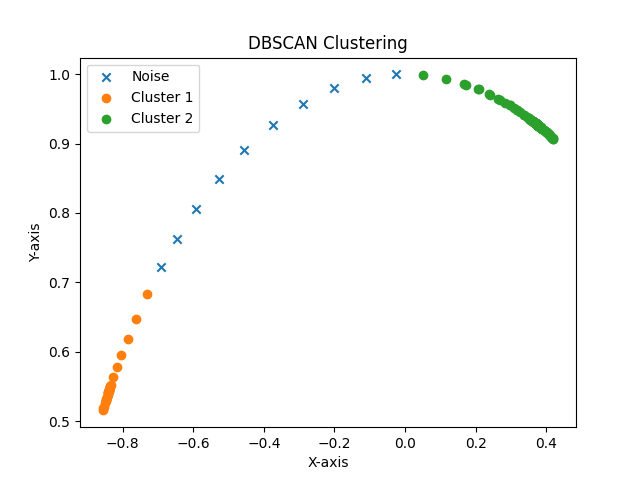 DBSCAN Clustering
Noise
Cluster 1
Cluster 2
1.0
0.9
0.8
0.7
0.6
0.5
Y-axis
−0.8 −0.6 −0.4 −0.2 0.0 0.2 0.4
X-axis